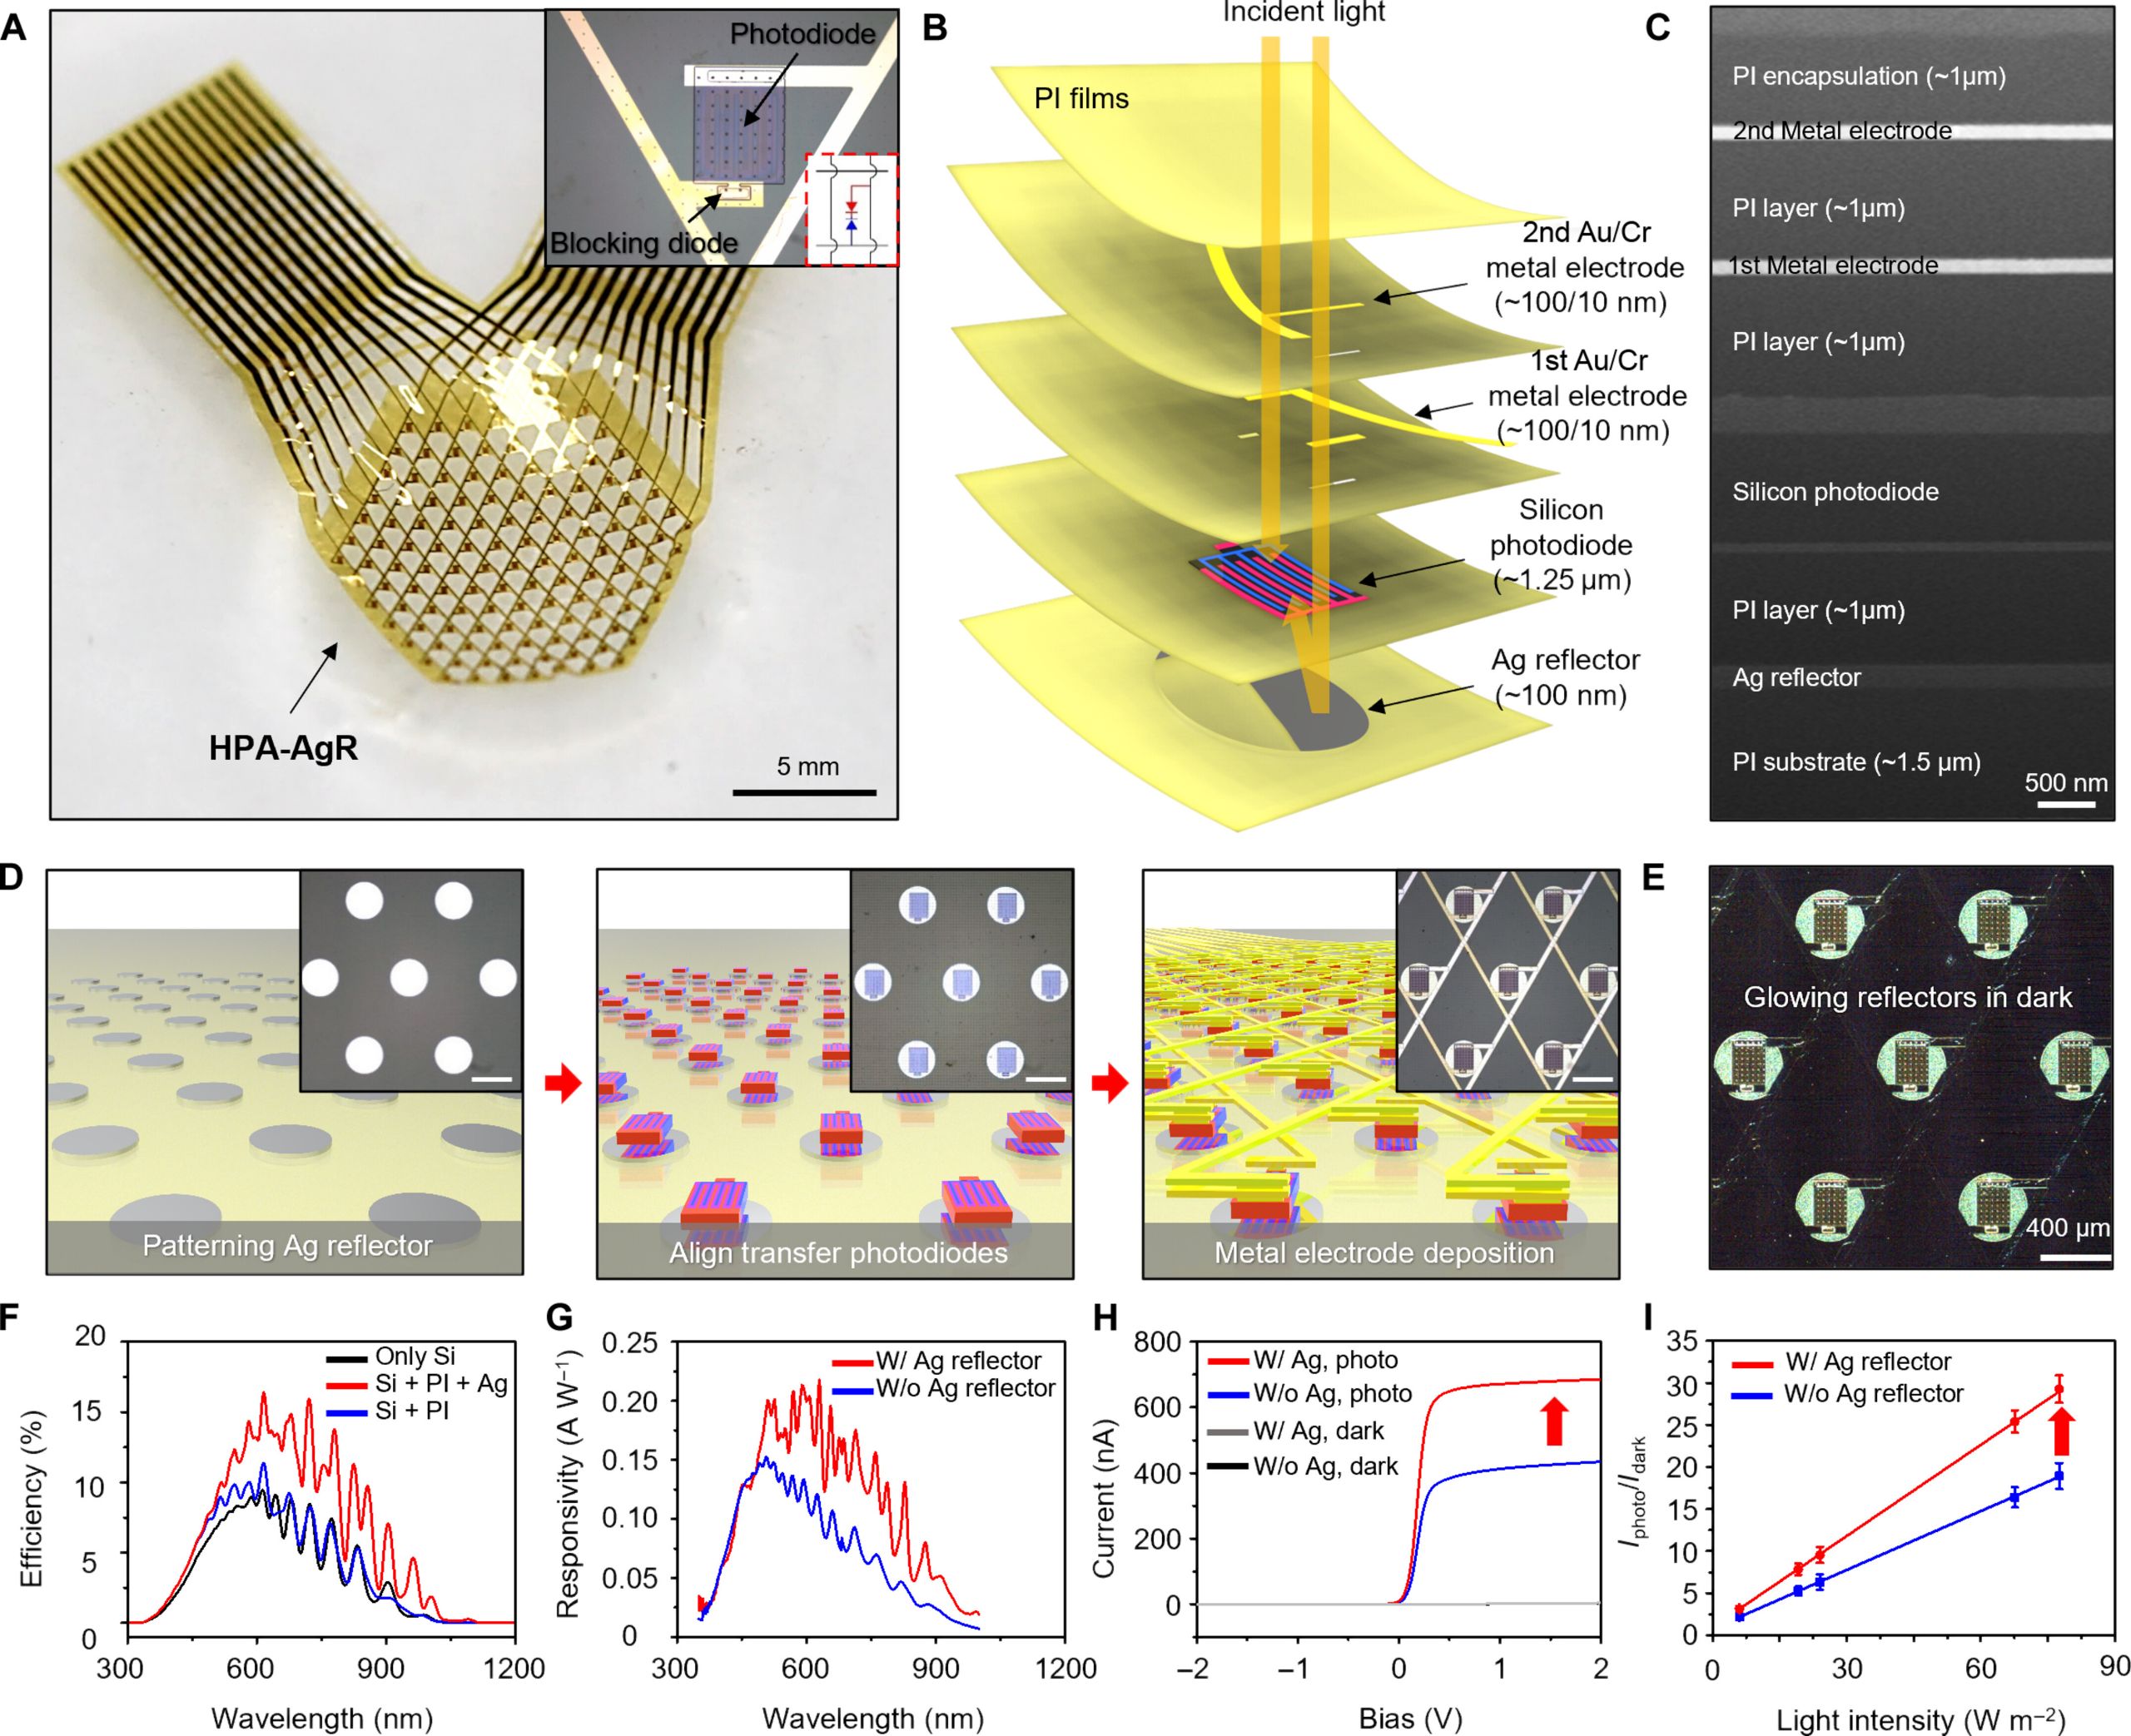 A
Photodiode
Blocking diode
HPA-AgR
5 mm
B
Incident light
PI films
2nd Au/Cr
metal electrode
(~100/10 nm)
1st Au/Cr
metal electrode
(~100/10 nm)
Silicon
photodiode
(~1.25 µm)
Ag reflector
(~100 nm)
C
PI encapsulation (~1µm)
2nd Metal electrode
PI layer (~1µm)
1st Metal electrode
PI layer (~1µm)
Silicon photodiode
PI layer (~1µm)
Ag reflector
PI substrate (~1.5 µm)
500 nm
D
Patterning Ag reflector
Align transfer photodiodes
Metal electrode deposition
E
Glowing reflectors in dark
400 µm
F
Efficiency (%)
20
15
10
5
0
Only Si
Si + PI + Ag
Si + PI
300 600 900 1200
Wavelength (nm)
G
Responsivity (A W⁻¹)
0.25
0.20
0.15
0.10
0.05
0
W/ Ag reflector
W/o Ag reflector
300 600 900 1200
Wavelength (nm)
H
Current (nA)
800
600
400
200
0
W/ Ag, photo
W/o Ag, photo
W/ Ag, dark
W/o Ag, dark
−2 −1 0 1 2
Bias (V)
I
Iphoto/Idark
35
30
25
20
15
10
5
0
W/ Ag reflector
W/o Ag reflector
0 30 60 90
Light intensity (W m⁻²)